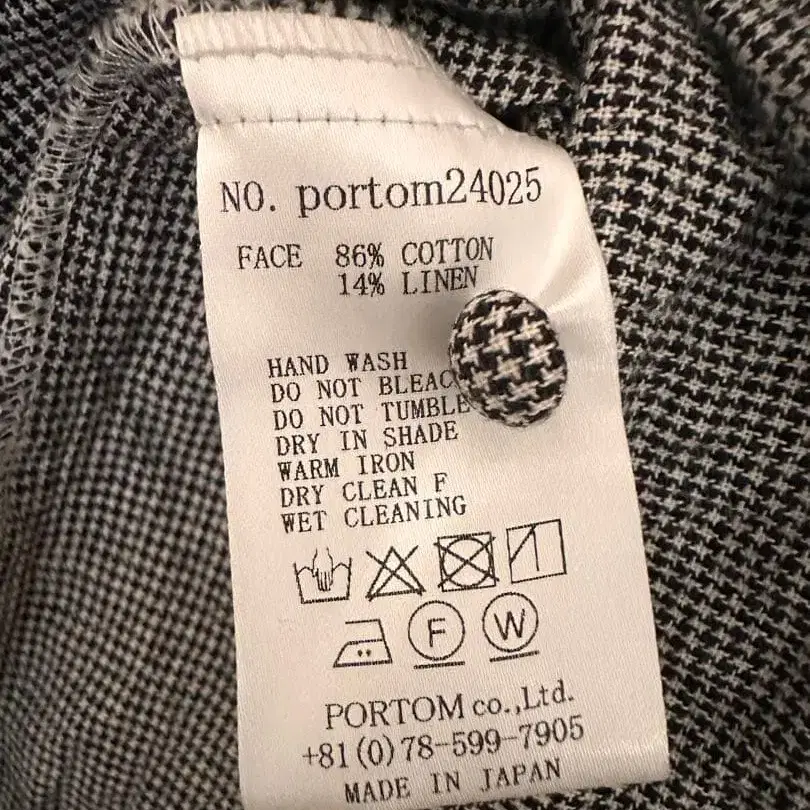 NO. portom24025
FACE 86% COTTON
14% LINEN
HAND WASH
DO NOT BLEAC
DO NOT TUMBLE
DRY IN SHADE
WARM IRON
DRY CLEAN F
WET CLEANING
F W
PORTOM co.,Ltd.
+81(0)78-599-7905
MADE IN JAPAN